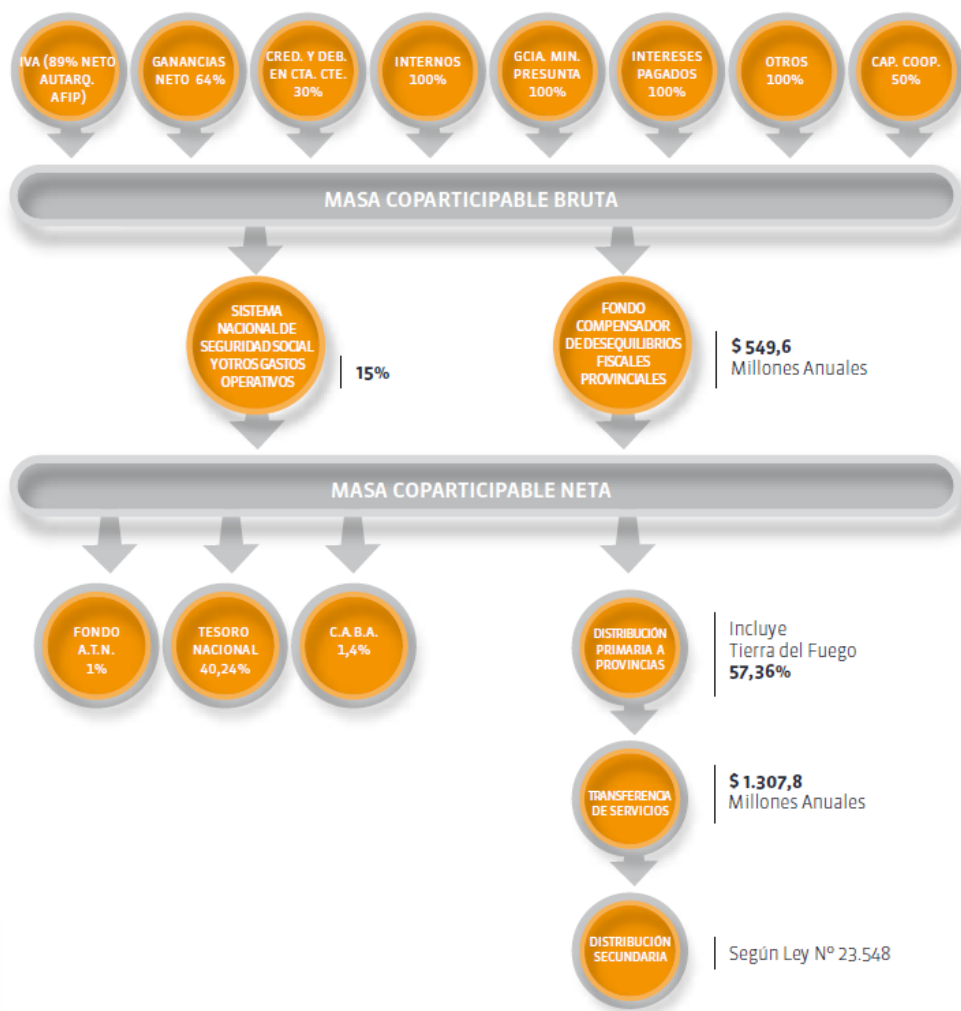 IVA (89% NETO
AUTARQ.
AFIP)
GANANCIAS
NETO 64%
CRED. Y DEB.
EN CTA. CTE.
30%
INTERNOS
100%
GCIA. MIN.
PRESUNTA
100%
INTERESES
PAGADOS
100%
OTROS
100%
CAP. COOP.
50%
MASA COPARTICIPABLE BRUTA
SISTEMA
NACIONAL DE
SEGURIDAD SOCIAL
Y OTROS GASTOS
OPERATIVOS
15%
FONDO
COMPENSADOR
DE DESEQUILIBRIOS
FISCALES
PROVINCIALES
$ 549,6
Millones Anuales
MASA COPARTICIPABLE NETA
FONDO
A.T.N.
1%
TESORO
NACIONAL
40,24%
C.A.B.A.
1,4%
DISTRIBUCIÓN
PRIMARIA A
PROVINCIAS
Incluye
Tierra del Fuego
57,36%
TRANSFERENCIA
DE SERVICIOS
$ 1.307,8
Millones Anuales
DISTRIBUCIÓN
SECUNDARIA
Según Ley Nº 23.548